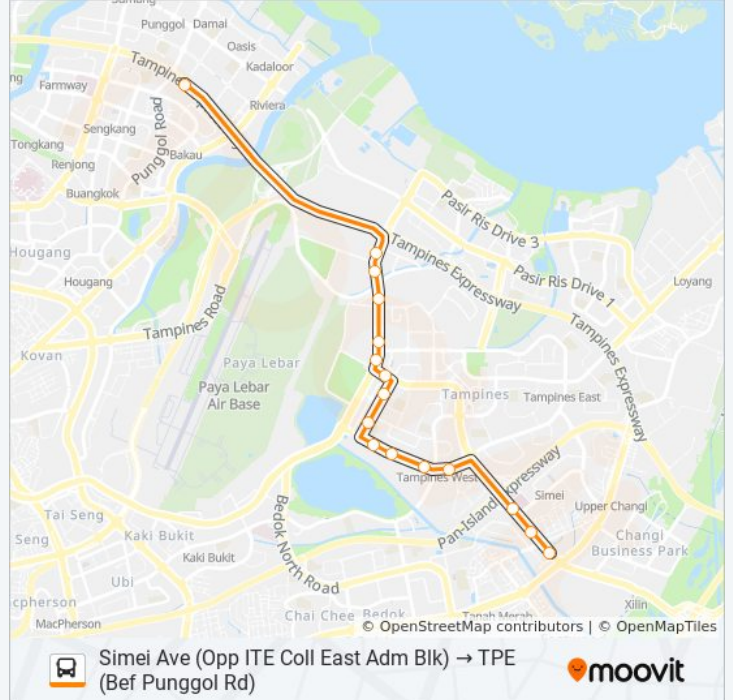 Punggol Damai
Oasis
Kadaloor
Farmway
Riviera
Sengkang
Punggol Road
Tongkang
Bakau
Renjong
Buangkok
Pasir Ris Drive 3
Hougang
Tampines Expressway
Pasir Ris Drive 1
Hougang
Loyang
Tampines Road
Tampines Expressway
Kovan
Paya Lebar
Paya Lebar
Air Base
Tampines
Tampines East
Tampines West
Pan-Island Expressway
Simei
Bedok North Road
Upper Changi
Tai Seng
Kaki Bukit
Changi
Business Park
Seng
Kaki Bukit
Ubi
cpherson
Xilin
MacPherson
Chai Chee
Bedok
Tanah Merah
© OpenStreetMap contributors | © OpenMapTiles
Simei Ave (Opp ITE Coll East Adm Blk) → TPE
(Bef Punggol Rd)
moovit